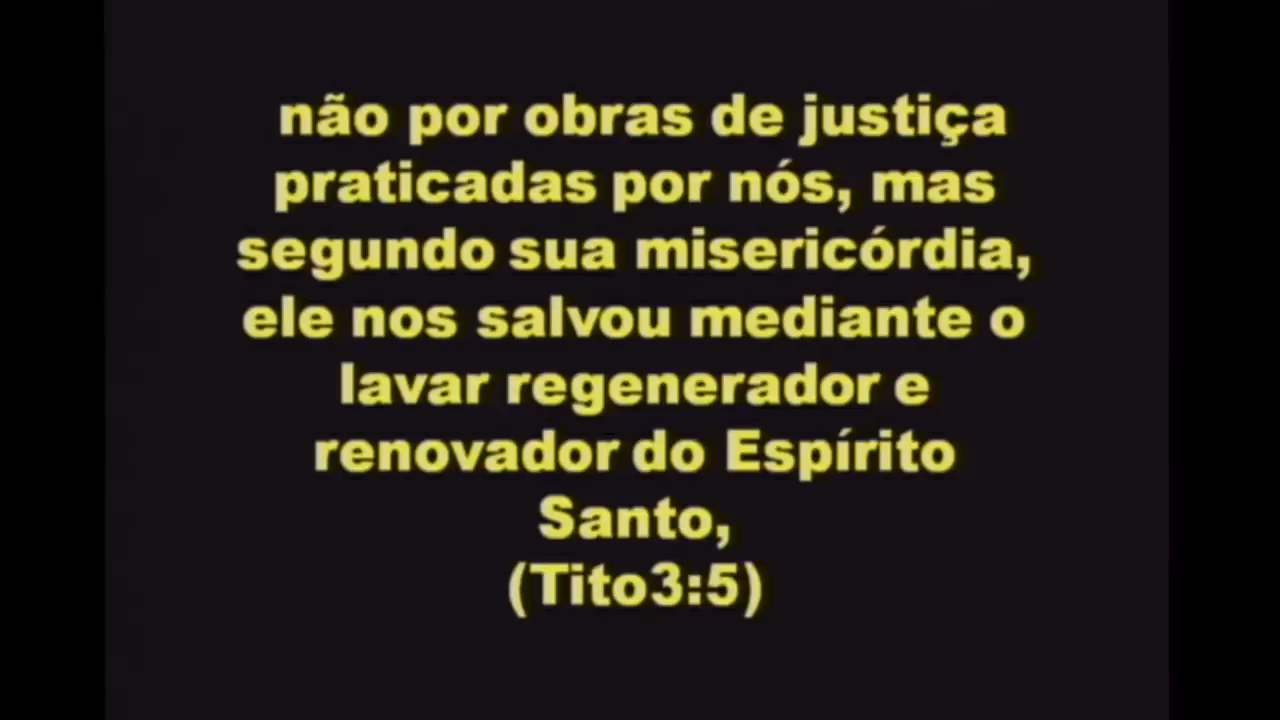 não por obras de justiça
praticadas por nós, mas
segundo sua misericórdia,
ele nos salvou mediante o
lavar regenerador e
renovador do Espírito
Santo,
(Tito3:5)